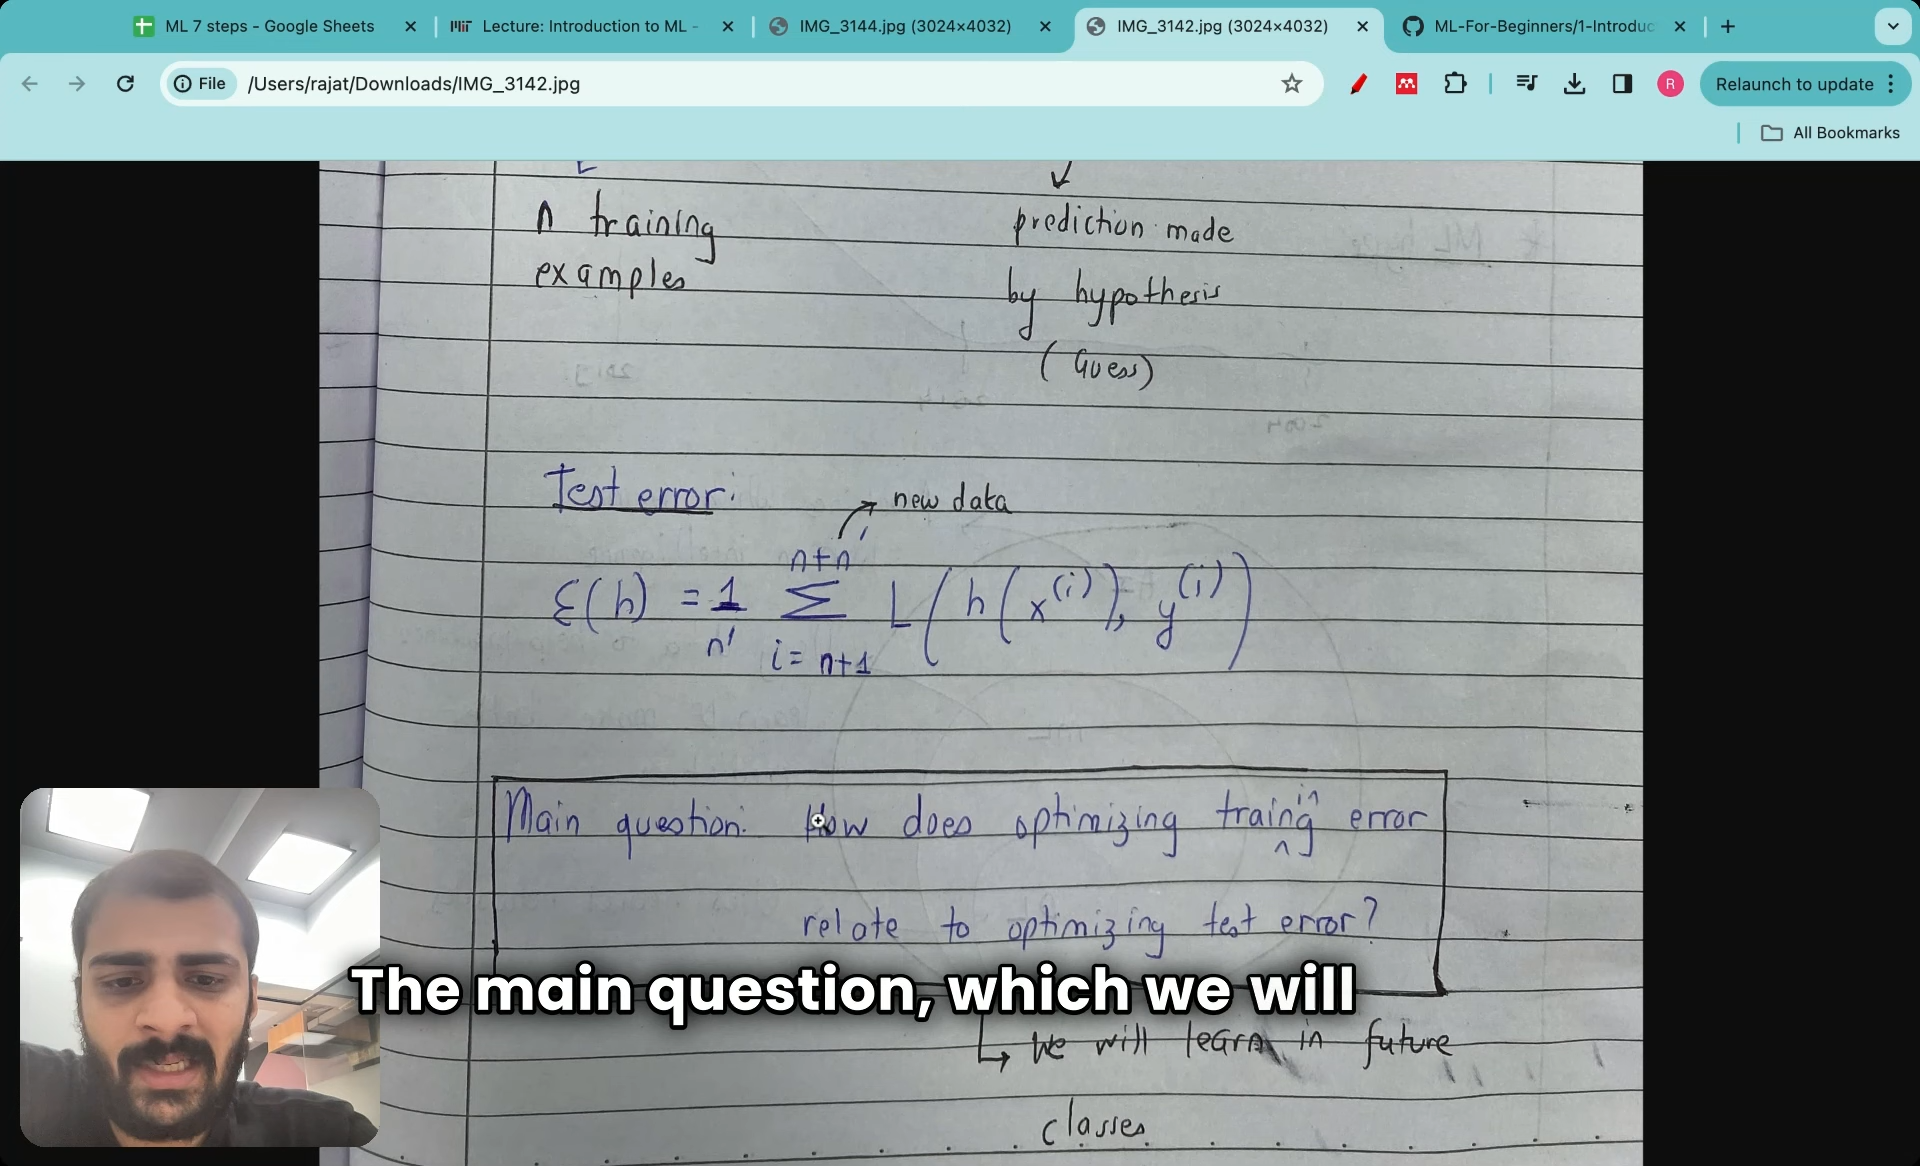 ML 7 steps - Google Sheets
Lecture: Introduction to ML -
IMG_3144.jpg (3024×4032)
IMG_3142.jpg (3024×4032)
ML-For-Beginners/1-Introduc
File /Users/rajat/Downloads/IMG_3142.jpg
R
Relaunch to update
All Bookmarks
n training
examples
prediction made
by hypothesis
(Guess)
Test error:
new data
n+n'
ℰ(h) = 1 Σ L(h(x^(i)), y^(i))
n' i = n+1
Main question: How does optimizing training error
relate to optimizing test error?
The main question, which we will
↳ We will learn in future
classes